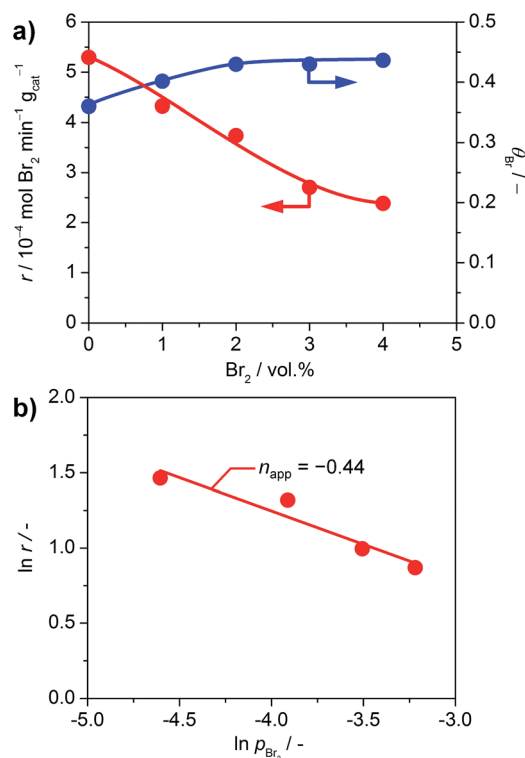 a)
6
5
4
3
2
1
0
r / 10⁻⁴ mol Br₂ min⁻¹ g_cat⁻¹
0.5
0.4
0.3
0.2
0.1
0.0
θ_Br / −
0 1 2 3 4 5
Br₂ / vol.%
b)
2.0
1.5
1.0
0.5
0.0
ln r / -
n_app = −0.44
-5.0 -4.5 -4.0 -3.5 -3.0
ln p_Br₂ / -